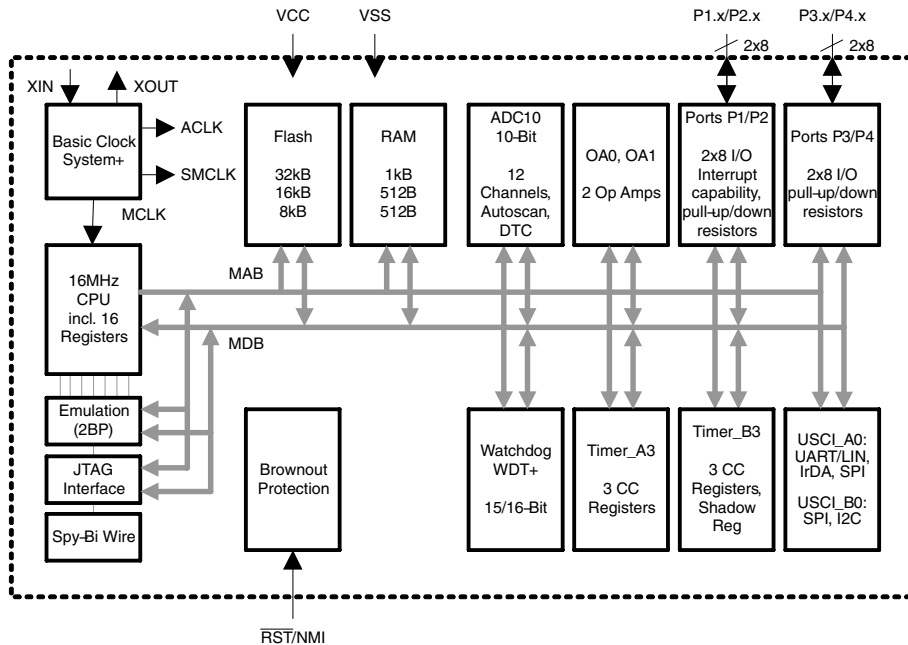 VCC
VSS
P1.x/P2.x
P3.x/P4.x
2x8
2x8
XIN
XOUT
Basic Clock
System+
ACLK
SMCLK
MCLK
Flash
32kB
16kB
8kB
RAM
1kB
512B
512B
ADC10
10-Bit
12
Channels,
Autoscan,
DTC
OA0, OA1
2 Op Amps
Ports P1/P2
2x8 I/O
Interrupt
capability,
pull-up/down
resistors
Ports P3/P4
2x8 I/O
pull-up/down
resistors
16MHz
CPU
incl. 16
Registers
MAB
MDB
Emulation
(2BP)
JTAG
Interface
Spy-Bi Wire
Brownout
Protection
Watchdog
WDT+
15/16-Bit
Timer_A3
3 CC
Registers
Timer_B3
3 CC
Registers,
Shadow
Reg
USCI_A0:
UART/LIN,
IrDA, SPI
USCI_B0:
SPI, I2C
RST/NMI